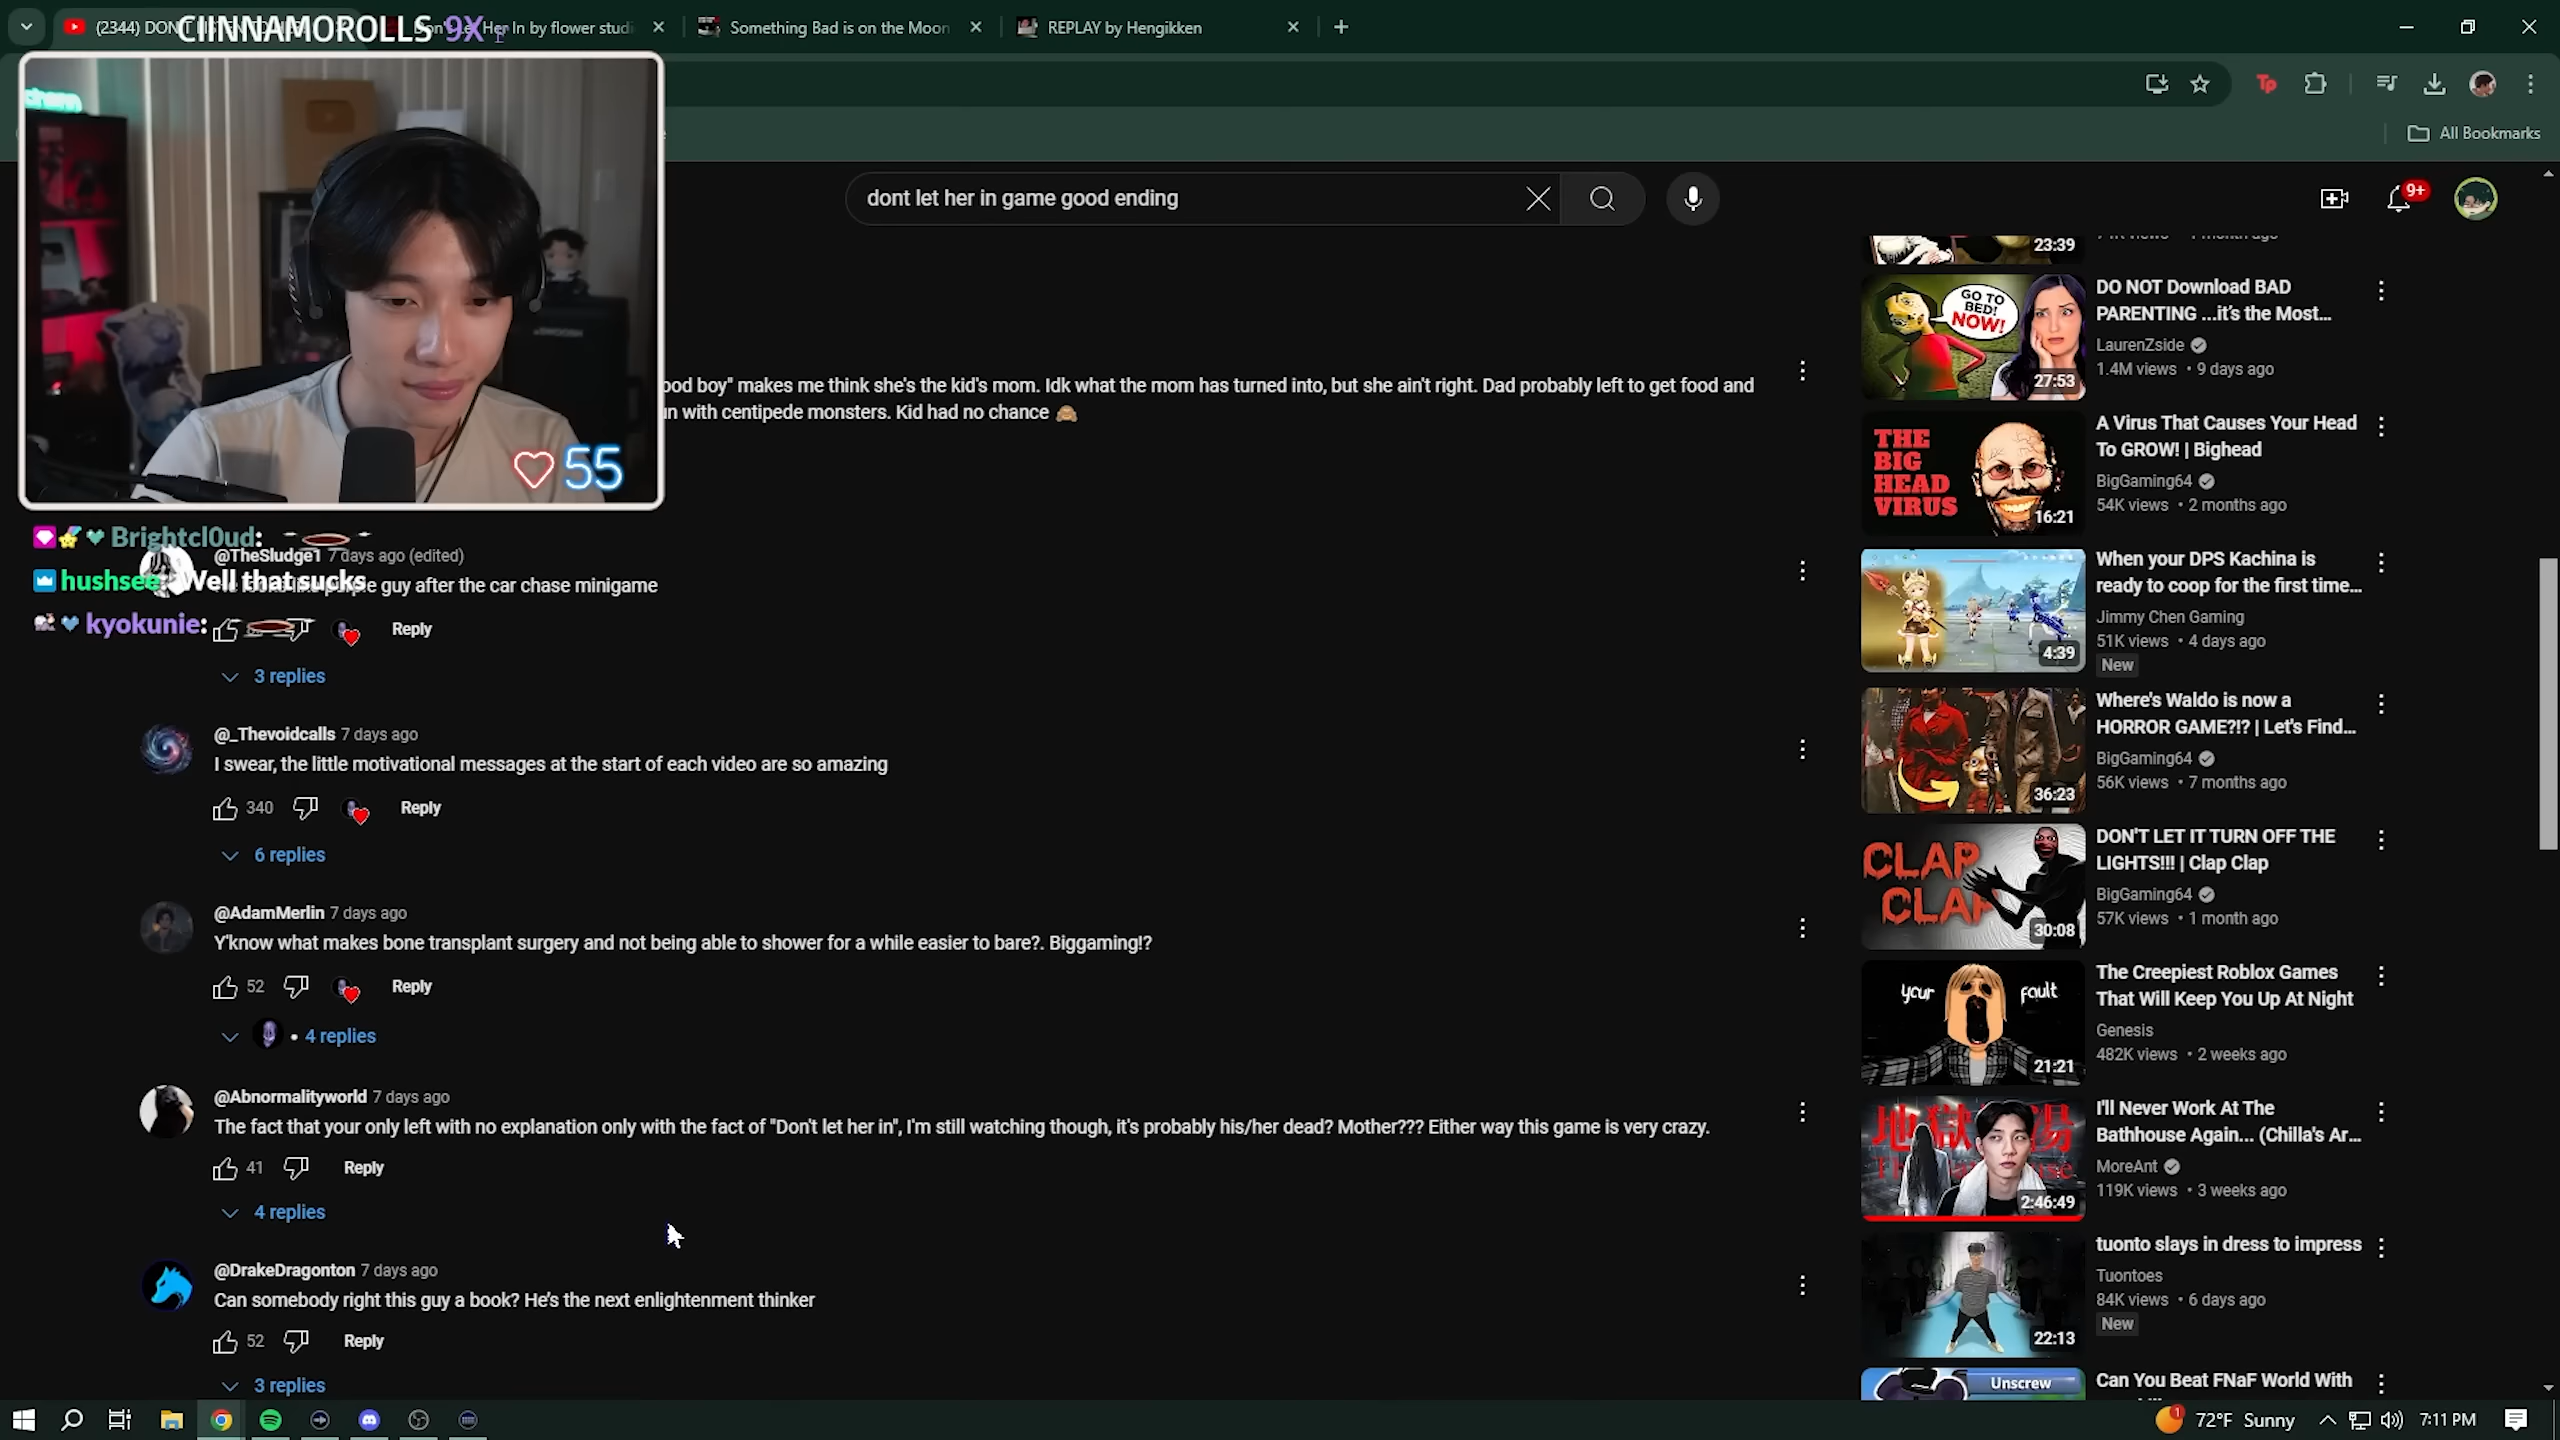 (2344) DON'T
CIINNAMOROLLS 9X
Her In by flower studi
Something Bad is on the Moon
REPLAY by Hengikken
All Bookmarks
dont let her in game good ending
9+
55
ood boy" makes me think she's the kid's mom. Idk what the mom has turned into, but she ain't right. Dad probably left to get food and
n with centipede monsters. Kid had no chance
Brightcl0ud:
@TheSludge1 7 days ago (edited)
hushsee: Well that sucks
guy after the car chase minigame
kyokunie:
Reply
3 replies
@_Thevoidcalls 7 days ago
I swear, the little motivational messages at the start of each video are so amazing
340
Reply
6 replies
@AdamMerlin 7 days ago
Y'know what makes bone transplant surgery and not being able to shower for a while easier to bare?. Biggaming!?
52
Reply
4 replies
@Abnormalityworld 7 days ago
The fact that your only left with no explanation only with the fact of "Don't let her in", I'm still watching though, it's probably his/her dead? Mother??? Either way this game is very crazy.
41
Reply
4 replies
@DrakeDragonton 7 days ago
Can somebody right this guy a book? He's the next enlightenment thinker
52
Reply
3 replies
23:39
GO TO
BED!
NOW!
27:53
DO NOT Download BAD
PARENTING ...it's the Most...
LaurenZside
1.4M views • 9 days ago
THE
BIG
HEAD
VIRUS
16:21
A Virus That Causes Your Head
To GROW! | Bighead
BigGaming64
54K views • 2 months ago
4:39
When your DPS Kachina is
ready to coop for the first time...
Jimmy Chen Gaming
51K views • 4 days ago
New
36:23
Where's Waldo is now a
HORROR GAME?!? | Let's Find...
BigGaming64
56K views • 7 months ago
CLAP
CLAP
30:08
DON'T LET IT TURN OFF THE
LIGHTS!!! | Clap Clap
BigGaming64
57K views • 1 month ago
your fault
21:21
The Creepiest Roblox Games
That Will Keep You Up At Night
Genesis
482K views • 2 weeks ago
2:46:49
I'll Never Work At The
Bathhouse Again... (Chilla's Ar...
MoreAnt
119K views • 3 weeks ago
22:13
tuonto slays in dress to impress
Tuontoes
84K views • 6 days ago
New
Unscrew
Can You Beat FNaF World With
1
72°F Sunny
7:11 PM